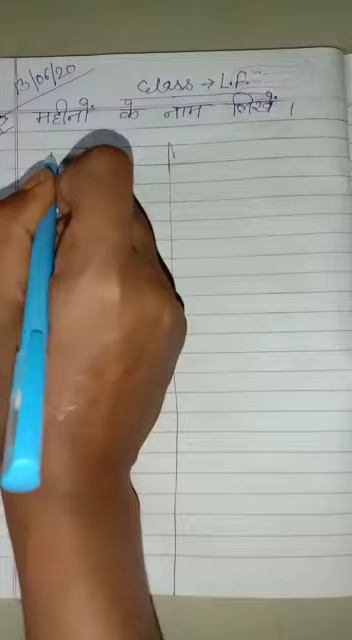 13/06/20
Class → L.F.
महीनों के नाम लिखें ।